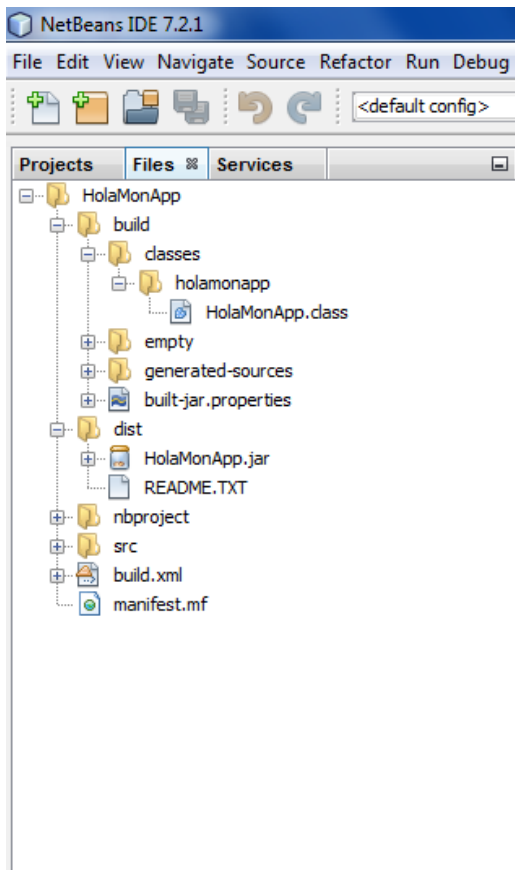 NetBeans IDE 7.2.1
File Edit View Navigate Source Refactor Run Debug
<default config>
Projects Files Services
HolaMonApp
build
classes
holamonapp
HolaMonApp.class
empty
generated-sources
built-jar.properties
dist
HolaMonApp.jar
README.TXT
nbproject
src
build.xml
manifest.mf